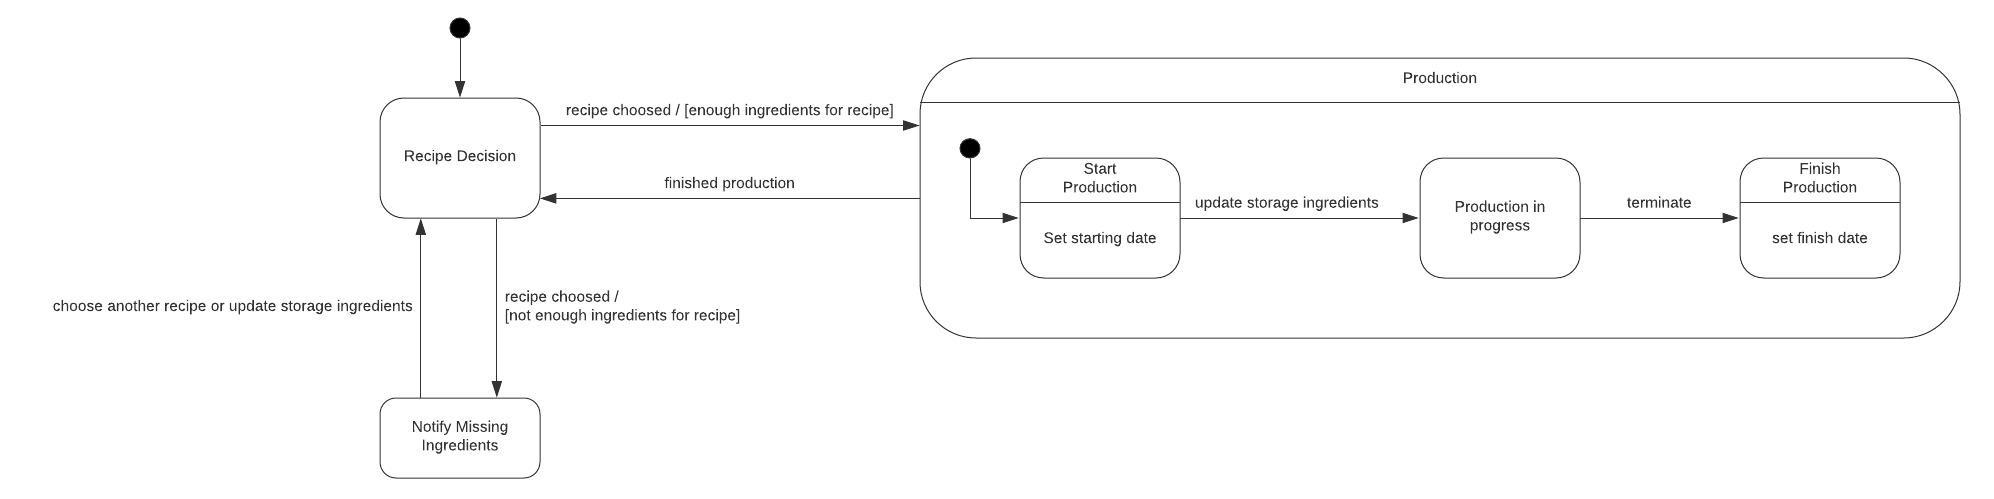 Production
recipe choosed / [enough ingredients for recipe]
Recipe Decision
finished production
Start
Production
Set starting date
update storage ingredients
Production in
progress
terminate
Finish
Production
set finish date
choose another recipe or update storage ingredients
recipe choosed /
[not enough ingredients for recipe]
Notify Missing
Ingredients